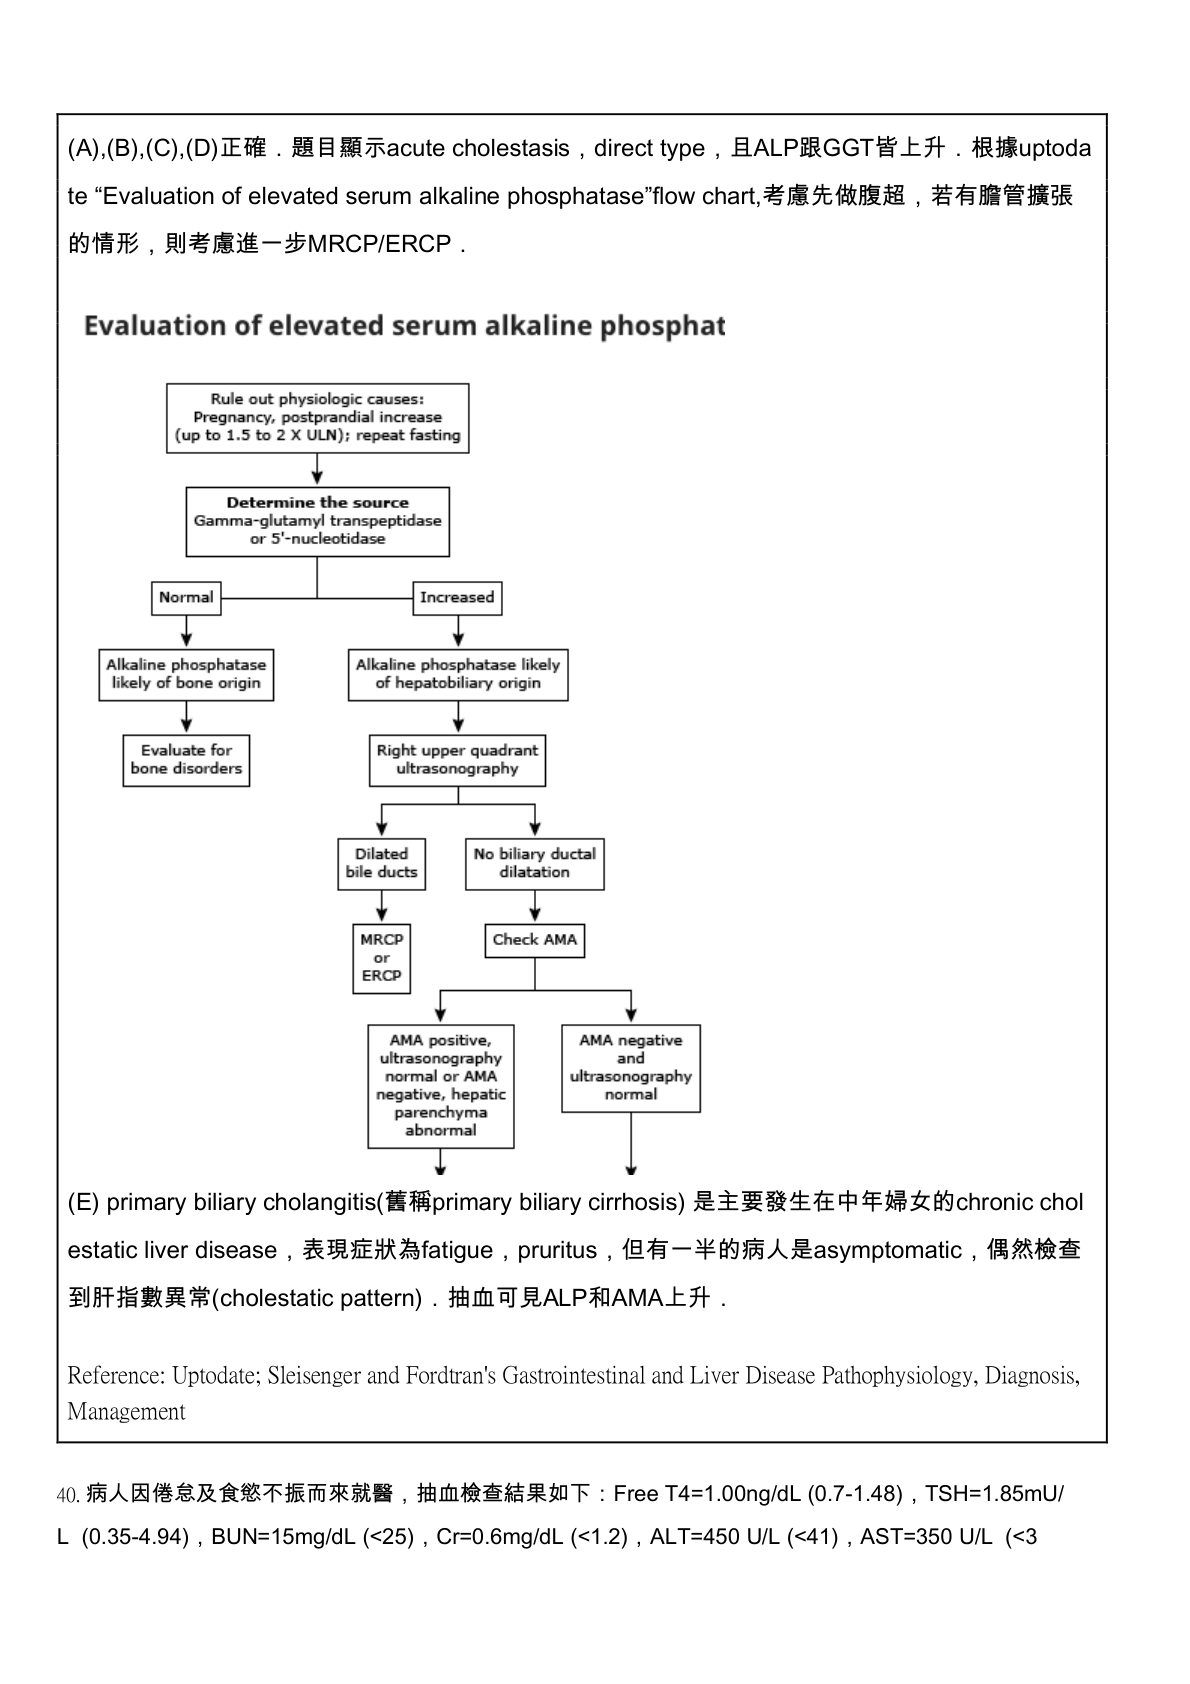 (A),(B),(C),(D)正確．題目顯示acute cholestasis，direct type，且ALP跟GGT皆上升．根據uptoda
te “Evaluation of elevated serum alkaline phosphatase”flow chart,考慮先做腹超，若有膽管擴張
的情形，則考慮進一步MRCP/ERCP．
Evaluation of elevated serum alkaline phosphat
Rule out physiologic causes:
Pregnancy, postprandial increase
(up to 1.5 to 2 X ULN); repeat fasting
Determine the source
Gamma-glutamyl transpeptidase
or 5'-nucleotidase
Normal
Increased
Alkaline phosphatase
likely of bone origin
Alkaline phosphatase likely
of hepatobiliary origin
Evaluate for
bone disorders
Right upper quadrant
ultrasonography
Dilated
bile ducts
No biliary ductal
dilatation
MRCP
or
ERCP
Check AMA
AMA positive,
ultrasonography
normal or AMA
negative, hepatic
parenchyma
abnormal
AMA negative
and
ultrasonography
normal
(E) primary biliary cholangitis(舊稱primary biliary cirrhosis) 是主要發生在中年婦女的chronic chol
estatic liver disease，表現症狀為fatigue，pruritus，但有一半的病人是asymptomatic，偶然檢查
到肝指數異常(cholestatic pattern)．抽血可見ALP和AMA上升．
Reference: Uptodate; Sleisenger and Fordtran's Gastrointestinal and Liver Disease Pathophysiology, Diagnosis,
Management
40. 病人因倦怠及食慾不振而來就醫，抽血檢查結果如下：Free T4=1.00ng/dL (0.7-1.48)，TSH=1.85mU/
L (0.35-4.94)，BUN=15mg/dL (<25)，Cr=0.6mg/dL (<1.2)，ALT=450 U/L (<41)，AST=350 U/L (<3